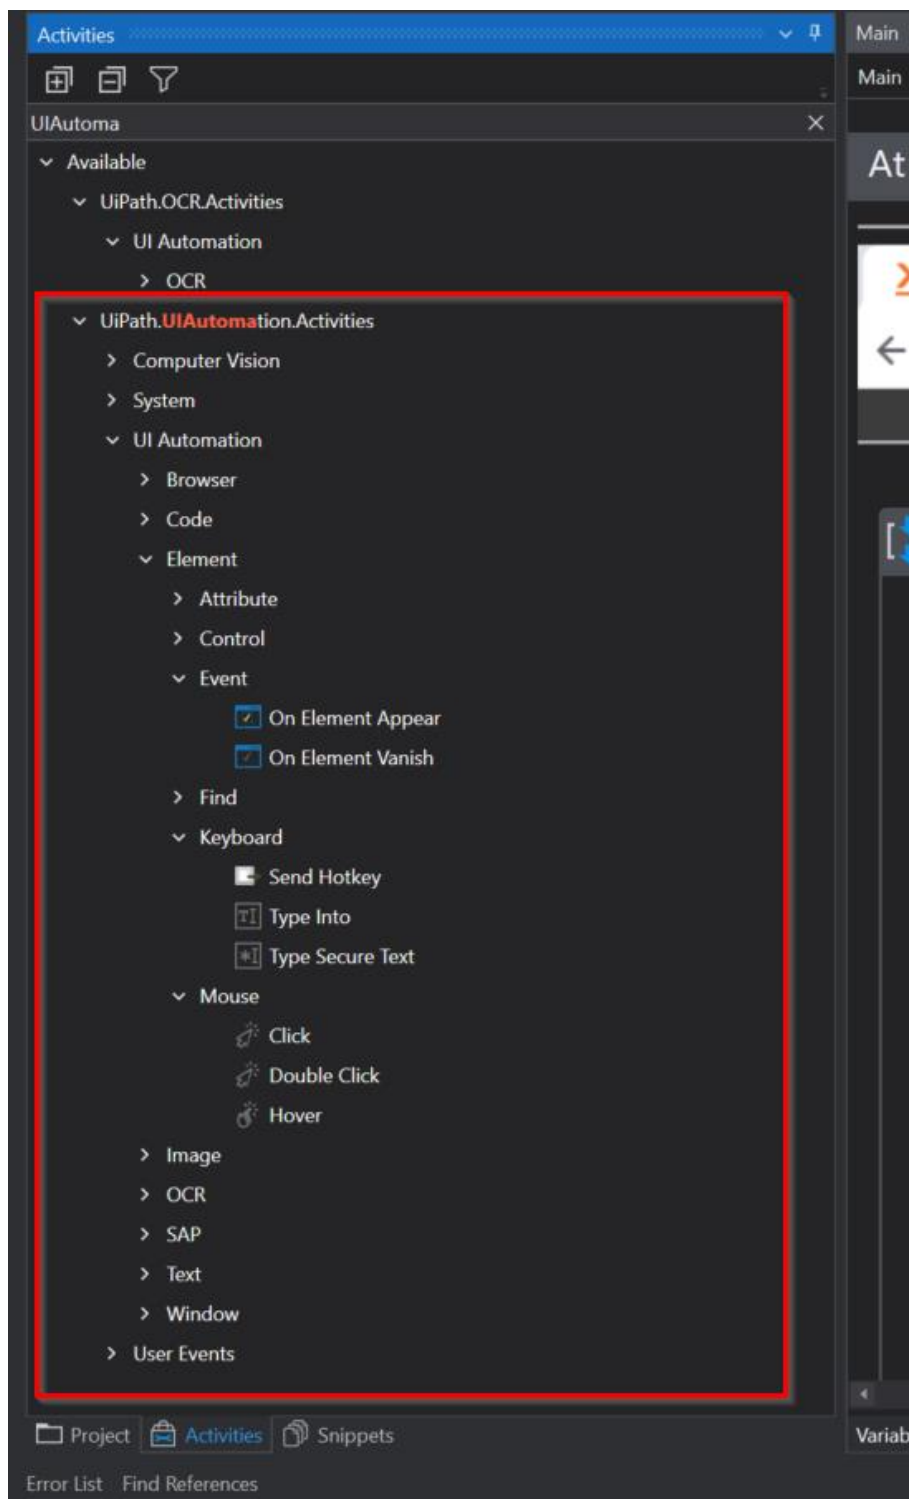 Activities
Main
Main
UIAutoma
Available
At
UiPath.OCR.Activities
UI Automation
OCR
UiPath.UIAutomation.Activities
Computer Vision
System
UI Automation
Browser
Code
Element
Attribute
Control
Event
On Element Appear
On Element Vanish
Find
Keyboard
Send Hotkey
Type Into
Type Secure Text
Mouse
Click
Double Click
Hover
Image
OCR
SAP
Text
Window
User Events
Project Activities Snippets
Variab
Error List Find References